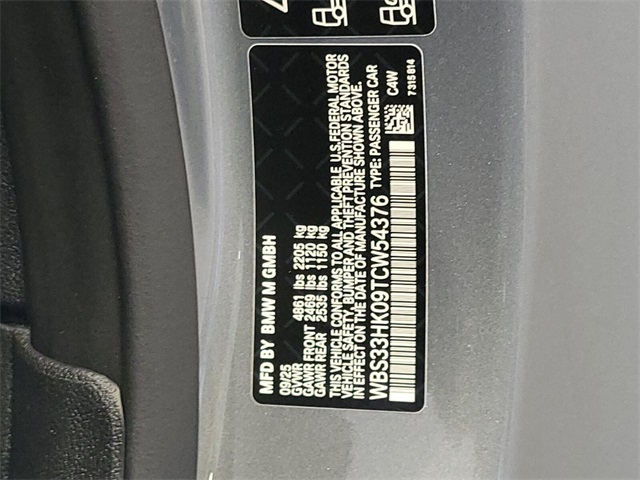 MFD BY BMW M GMBH
09/25
GVWR 4861 lbs 2205 kg
GAWR FRONT 2469 lbs 1120 kg
GAWR REAR 2535 lbs 1150 kg
THIS VEHICLE CONFORMS TO ALL APPLICABLE U.S.FEDERAL MOTOR
VEHICLE SAFETY, BUMPER AND THEFT PREVENTION STANDARDS
IN EFFECT ON THE DATE OF MANUFACTURE SHOWN ABOVE.
WBS33HK09TCW54376 TYPE: PASSENGER CAR
C4W
7315814